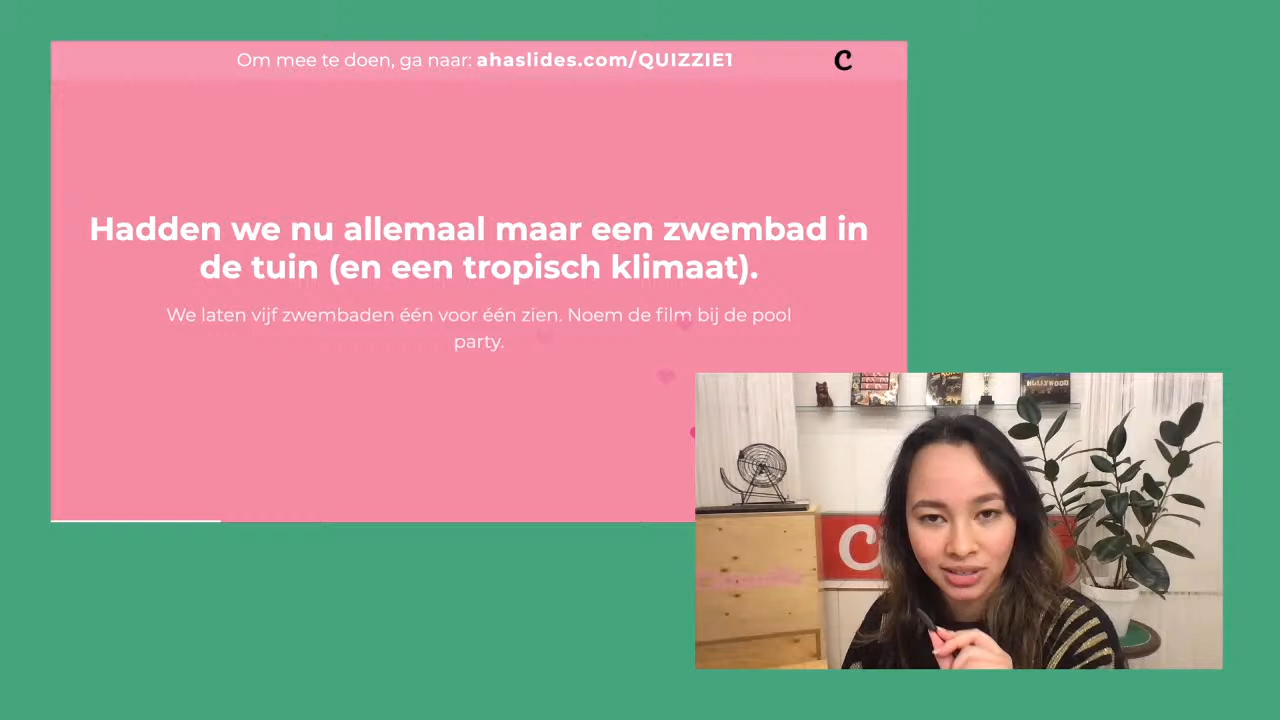 Om mee te doen, ga naar: ahaslides.com/QUIZZIE1
Hadden we nu allemaal maar een zwembad in
de tuin (en een tropisch klimaat).
We laten vijf zwembaden één voor één zien. Noem de film bij de pool
party.
HOLLYWOOD
C